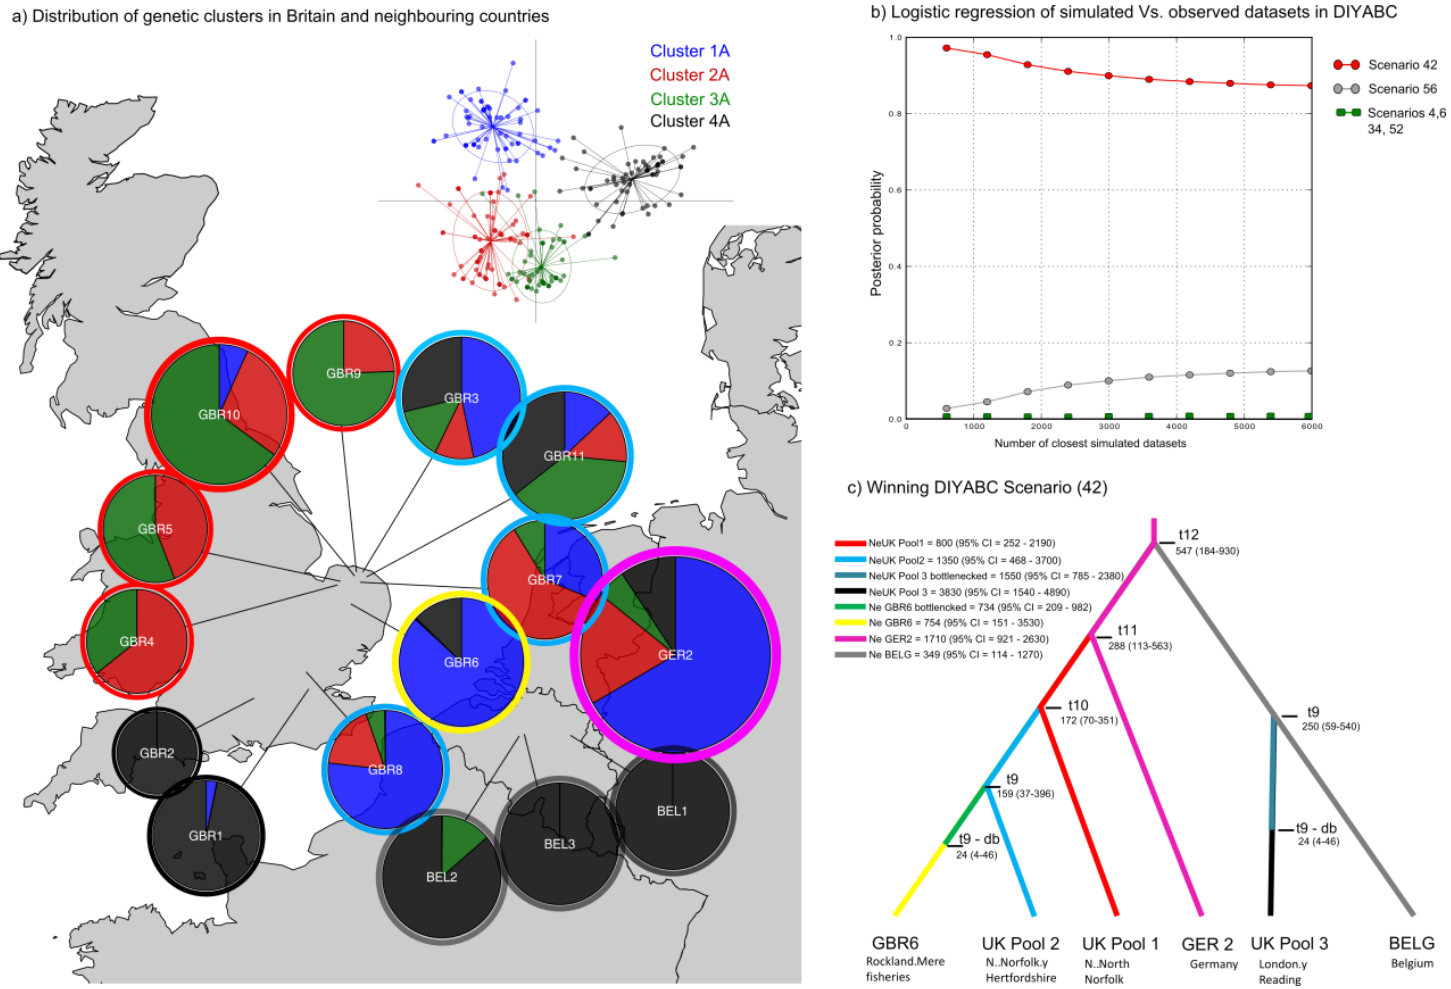 a) Distribution of genetic clusters in Britain and neighbouring countries
Cluster 1A
Cluster 2A
Cluster 3A
Cluster 4A
GBR10
GBR9
GBR3
GBR11
GBR5
GBR7
GBR4
GBR6
GER2
GBR2
GBR8
GBR1
BEL2
BEL3
BEL1
b) Logistic regression of simulated Vs. observed datasets in DIYABC
1.0
0.8
0.6
0.4
0.2
0.0
Posterior probability
0
1000
2000
3000
4000
5000
6000
Number of closest simulated datasets
Scenario 42
Scenario 56
Scenarios 4,6
34, 52
c) Winning DIYABC Scenario (42)
NeUK Pool1 = 800 (95% CI = 252 - 2190)
NeUK Pool2 = 1350 (95% CI = 468 - 3700)
NeUK Pool 3 bottlenecked = 1550 (95% CI = 785 - 2380)
NeUK Pool 3 = 3830 (95% CI = 1540 - 4890)
Ne GBR6 bottlencked = 734 (95% CI = 209 - 982)
Ne GBR6 = 754 (95% CI = 151 - 3530)
Ne GER2 = 1710 (95% CI = 921 - 2630)
Ne BELG = 349 (95% CI = 114 - 1270)
t12
547 (184-930)
t11
288 (113-563)
t10
172 (70-351)
t9
250 (59-540)
t9
159 (37-396)
t9 - db
24 (4-46)
t9 - db
24 (4-46)
GBR6
Rockland.Mere
fisheries
UK Pool 2
N..Norfolk.y
Hertfordshire
UK Pool 1
N..North
Norfolk
GER 2
Germany
UK Pool 3
London.y
Reading
BELG
Belgium